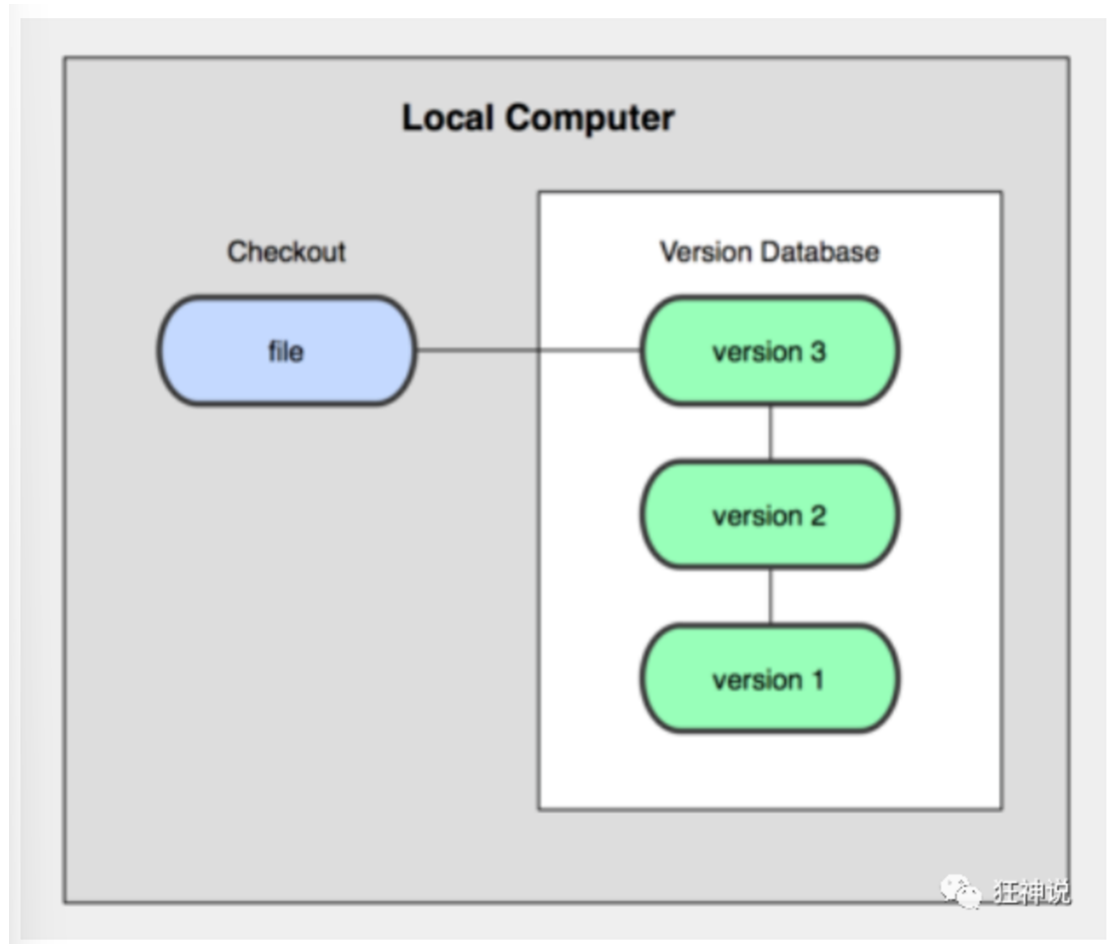 Local Computer
Checkout
Version Database
file
version 3
version 2
version 1
狂神说